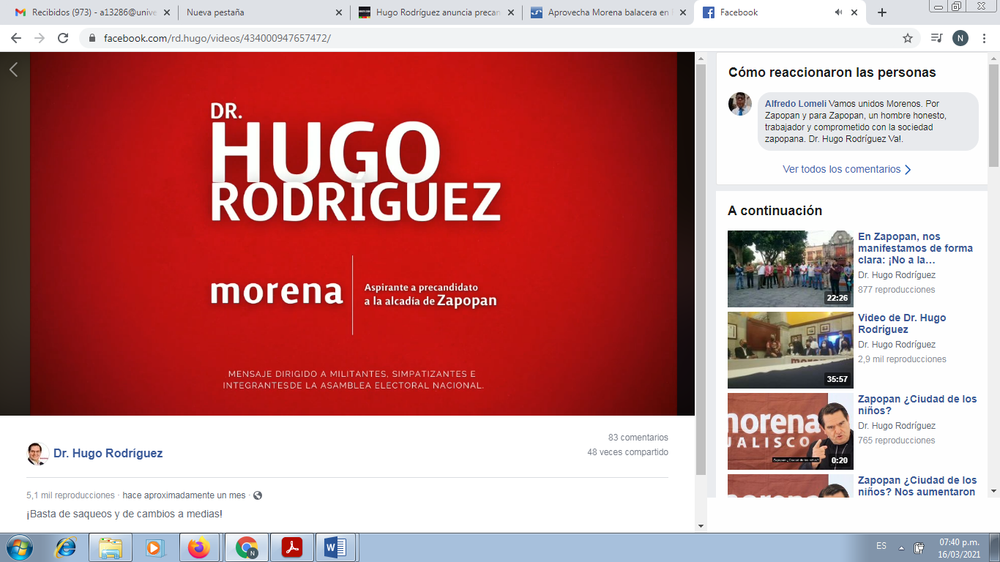 Recibidos (973) - a13286@unive
Nueva pestaña
Hugo Rodríguez anuncia precan
Aprovecha Morena balacera en
Facebook
facebook.com/rd.hugo/videos/434000947657472/
N
DR.
HUGO
RODRÍGUEZ
morena
Aspirante a precandidato
a la alcadía de Zapopan
MENSAJE DIRIGIDO A MILITANTES, SIMPATIZANTES E
INTEGRANTESDE LA ASAMBLEA ELECTORAL NACIONAL.
Dr. Hugo Rodríguez
83 comentarios
48 veces compartido
5,1 mil reproducciones · hace aproximadamente un mes ·
¡Basta de saqueos y de cambios a medias!
Cómo reaccionaron las personas
Alfredo Lomeli Vamos unidos Morenos. Por
Zapopan y para Zapopan, un hombre honesto,
trabajador y comprometido con la sociedad
zapopana. Dr. Hugo Rodríguez Va!.
Ver todos los comentarios
A continuación
22:26
En Zapopan, nos
manifestamos de forma
clara: ¡No a la…
Dr. Hugo Rodríguez
877 reproducciones
morena
35:57
Video de Dr. Hugo
Rodríguez
Dr. Hugo Rodríguez
2,9 mil reproducciones
morena
JALISCO
Zapopan ¿Ciudad de los niños?
0:20
Zapopan ¿Ciudad de los
niños?
Dr. Hugo Rodríguez
765 reproducciones
Zapopan ¿Ciudad de los
niños? Nos aumentaron
ES
07:40 p.m.
16/03/2021